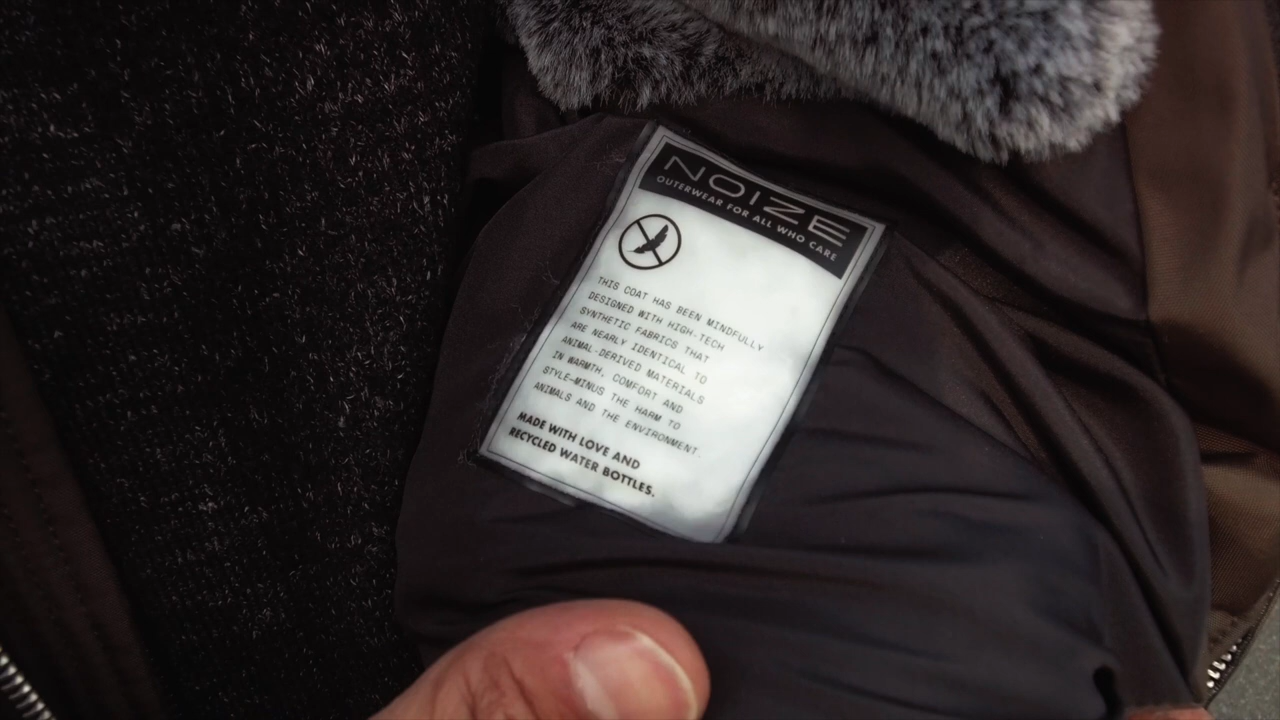 NOIZE
OUTERWEAR FOR ALL WHO CARE
THIS COAT HAS BEEN MINDFULLY
DESIGNED WITH HIGH-TECH
SYNTHETIC FABRICS THAT
ARE NEARLY IDENTICAL TO
ANIMAL-DERIVED MATERIALS
IN WARMTH, COMFORT AND
STYLE—MINUS THE HARM TO
ANIMALS AND THE ENVIRONMENT.
MADE WITH LOVE AND
RECYCLED WATER BOTTLES.